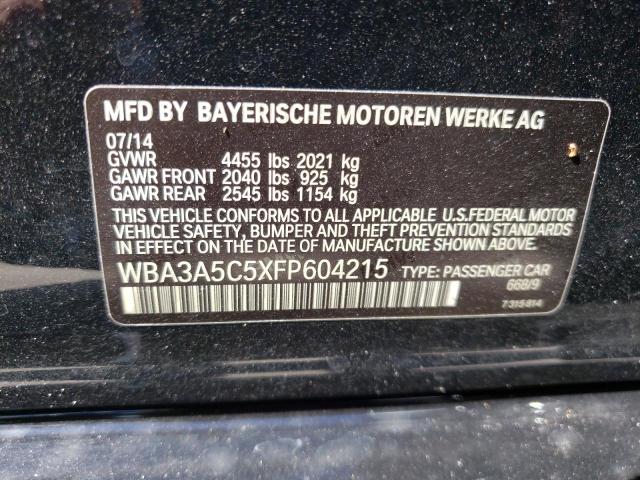 MFD BY BAYERISCHE MOTOREN WERKE AG
07/14
GVWR 4455 lbs 2021 kg
GAWR FRONT 2040 lbs 925 kg
GAWR REAR 2545 lbs 1154 kg
THIS VEHICLE CONFORMS TO ALL APPLICABLE U.S. FEDERAL MOTOR
VEHICLE SAFETY, BUMPER AND THEFT PREVENTION STANDARDS
IN EFFECT ON THE DATE OF MANUFACTURE SHOWN ABOVE.
WBA3A5C5XFP604215 TYPE: PASSENGER CAR
668/9
7315814